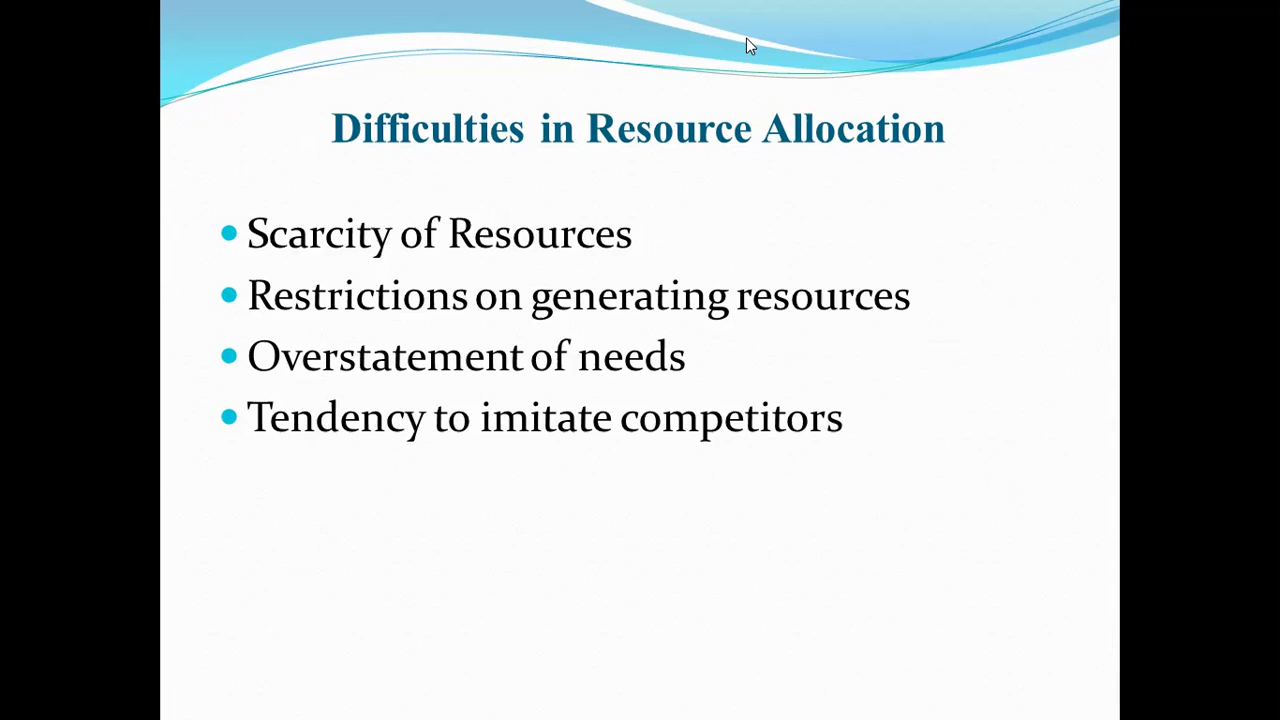 Difficulties in Resource Allocation
Scarcity of Resources
Restrictions on generating resources
Overstatement of needs
Tendency to imitate competitors